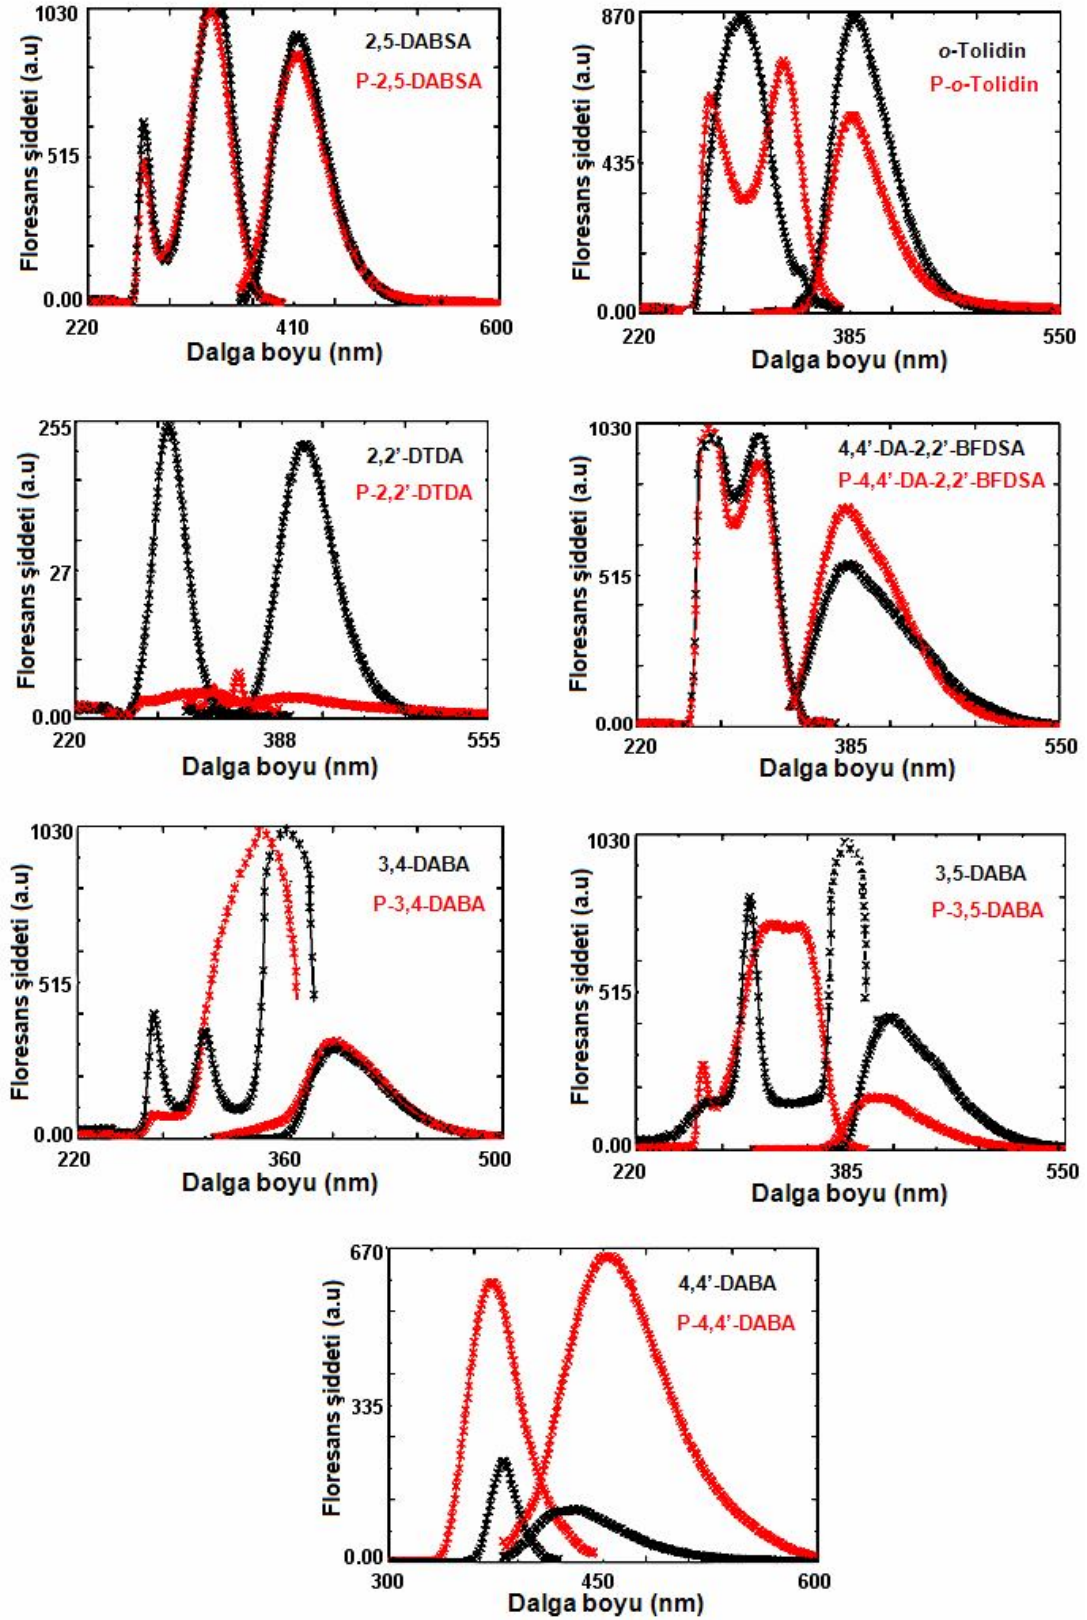 1030
515
0.00
Floresans şiddeti (a.u)
2,5-DABSA
P-2,5-DABSA
220
410
600
Dalga boyu (nm)
870
435
0.00
Floresans şiddeti (a.u)
o-Tolidin
P-o-Tolidin
220
385
550
Dalga boyu (nm)
255
27
0.00
Floresans şiddeti (a.u)
2,2’-DTDA
P-2,2’-DTDA
220
388
555
Dalga boyu (nm)
1030
515
0.00
Floresans şiddeti (a.u)
4,4’-DA-2,2’-BFDSA
P-4,4’-DA-2,2’-BFDSA
220
385
550
Dalga boyu (nm)
1030
515
0.00
Floresans şiddeti (a.u)
3,4-DABA
P-3,4-DABA
220
360
500
Dalga boyu (nm)
1030
515
0.00
Floresans şiddeti (a.u)
3,5-DABA
P-3,5-DABA
220
385
550
Dalga boyu (nm)
670
335
0.00
Floresans şiddeti (a.u)
4,4’-DABA
P-4,4’-DABA
300
450
600
Dalga boyu (nm)